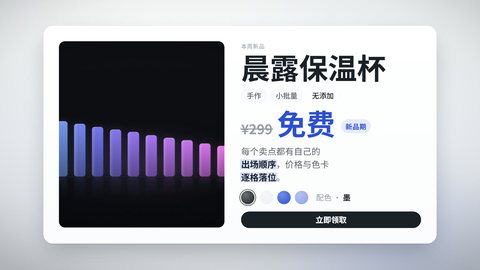 本周新品
晨露保温杯
手作 小批量 无添加
¥299 免费 新品期
每个卖点都有自己的
出场顺序，价格与色卡
逐格落位。
配色 · 墨
立即领取